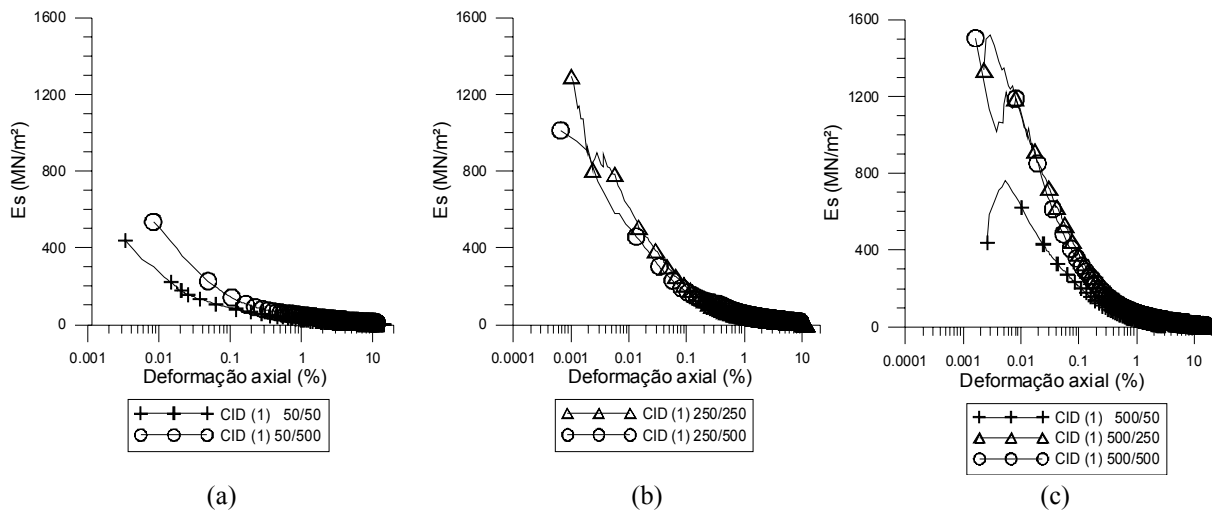 1600
1200
800
400
0
Es (MN/m²)
0.001 0.01 0.1 1 10
Deformação axial (%)
CID (1) 50/50
CID (1) 50/500
(a)
1600
1200
800
400
0
Es (MN/m²)
0.0001 0.001 0.01 0.1 1 10
Deformação axial (%)
CID (1) 250/250
CID (1) 250/500
(b)
1600
1200
800
400
0
Es (MN/m²)
0.0001 0.001 0.01 0.1 1 10
Deformação axial (%)
CID (1) 500/50
CID (1) 500/250
CID (1) 500/500
(c)